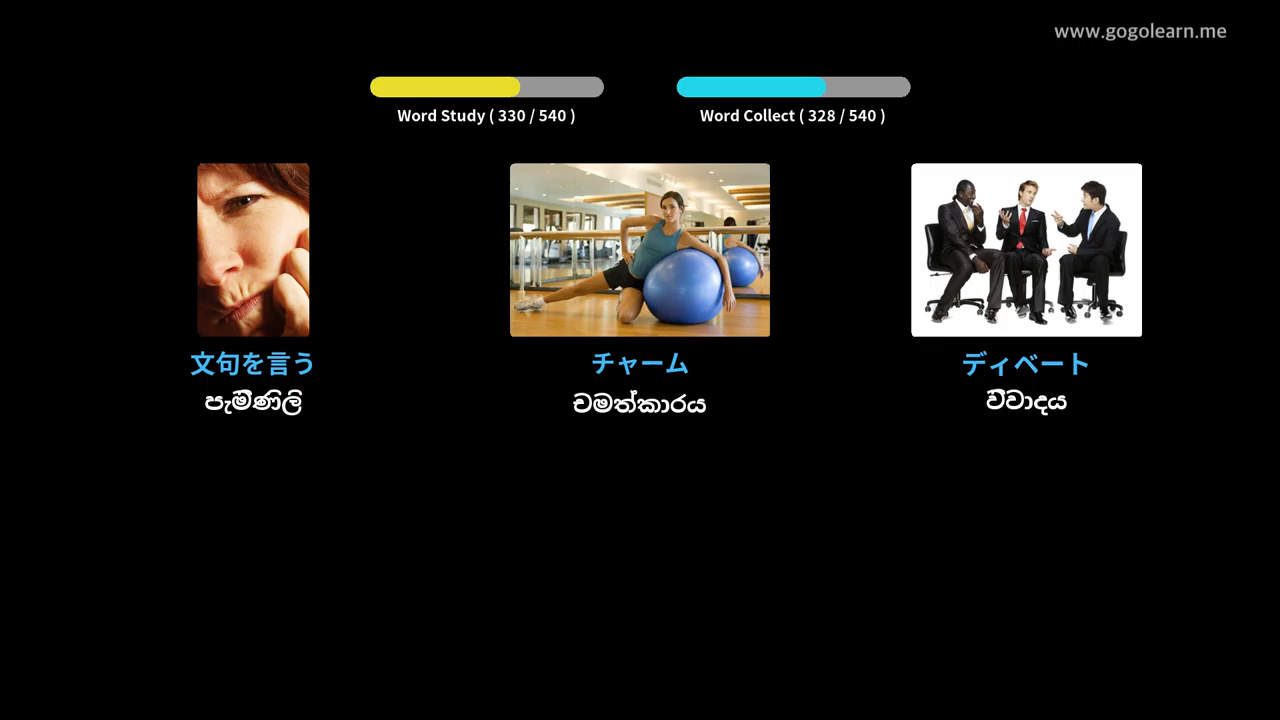 www.gogolearn.me
Word Study ( 330 / 540 )
Word Collect ( 328 / 540 )
文句を言う
チャーム
ディベート
පැමිණිලි
චමත්කාරය
විවාදය